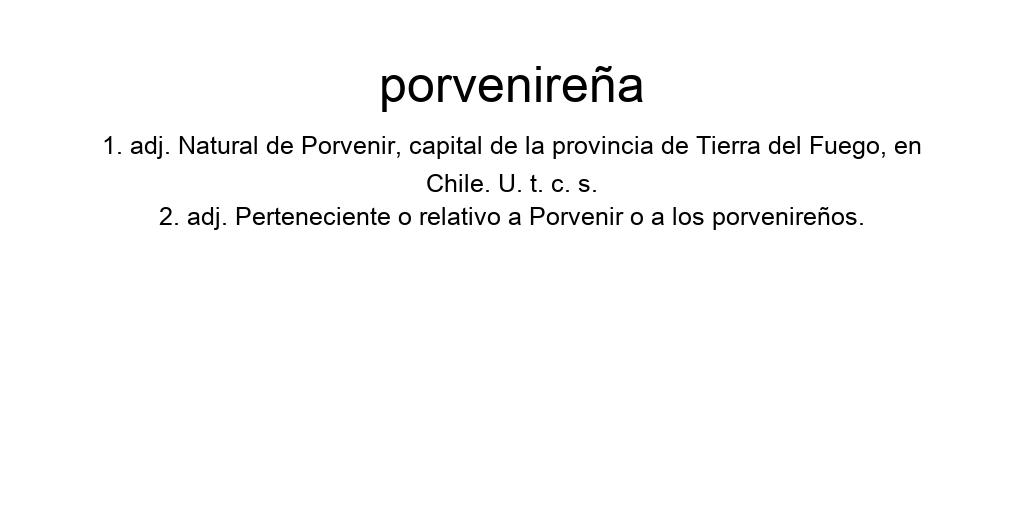 porvenireña
1. adj. Natural de Porvenir, capital de la provincia de Tierra del Fuego, en
Chile. U. t. c. s.
2. adj. Perteneciente o relativo a Porvenir o a los porvenireños.